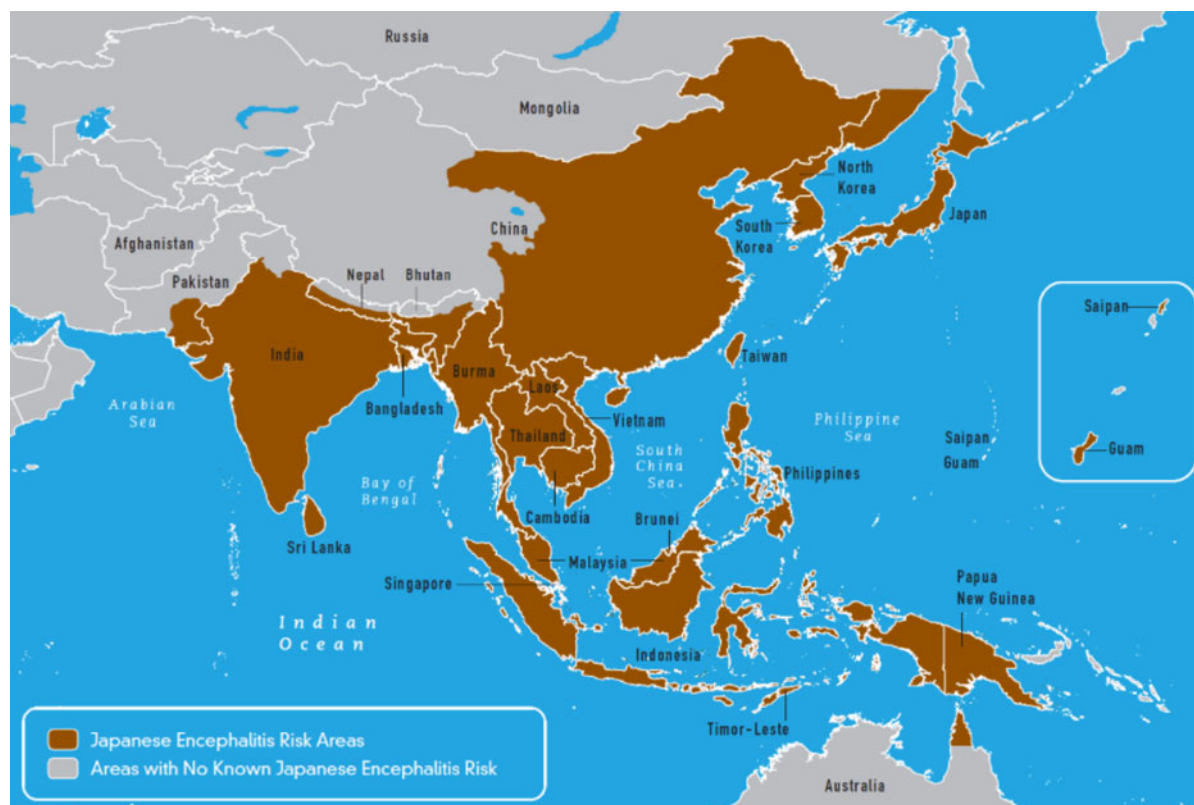 Russia
Mongolia
North
Korea
China
Japan
South
Korea
Afghanistan
Pakistan
Nepal
Bhutan
Saipan
India
Taiwan
Burma
Laos
Arabian
Sea
Bangladesh
Vietnam
Philippine
Sea
Thailand
Saipan
Guam
Guam
South
China
Sea
Bay of
Bengal
Philippines
Cambodia
Brunei
Sri Lanka
Malaysia
Singapore
Papua
New Guinea
Indian
Ocean
Indonesia
Timor-Leste
Japanese Encephalitis Risk Areas
Areas with No Known Japanese Encephalitis Risk
Australia